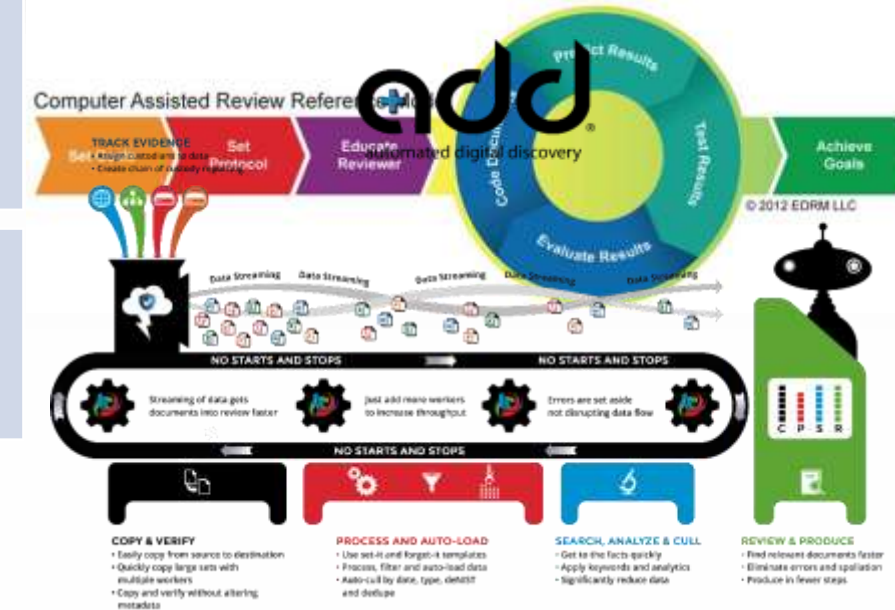 Computer Assisted Review Reference
add
®
automated digital discovery
TRACK EVIDENCE
• Assign custodians to data
• Create chain of custody reporting
Set
Protocol
Educate
Reviewer
Code
Predict Results
Test Results
Evaluate Results
Achieve
Goals
© 2012 EDRM LLC
Data Streaming
Data Streaming
Data Streaming
Data Streaming
Data Streaming
NO STARTS AND STOPS
NO STARTS AND STOPS
Streaming of data gets
documents into review faster
Just add more workers
to increase throughput
Errors are set aside
not disrupting data flow
NO STARTS AND STOPS
C P S R
COPY & VERIFY
• Easily copy from source to destination
• Quickly copy large sets with
multiple workers
• Copy and verify without altering
metadata
PROCESS AND AUTO-LOAD
• Use set-it and forget-it templates
• Process, filter and auto-load data
• Auto-cull by date, type, deNIST
and dedupe
SEARCH, ANALYZE & CULL
• Get to the facts quickly
• Apply keywords and analytics
• Significantly reduce data
REVIEW & PRODUCE
• Find relevant documents faster
• Eliminate errors and spoliation
• Produce in fewer steps